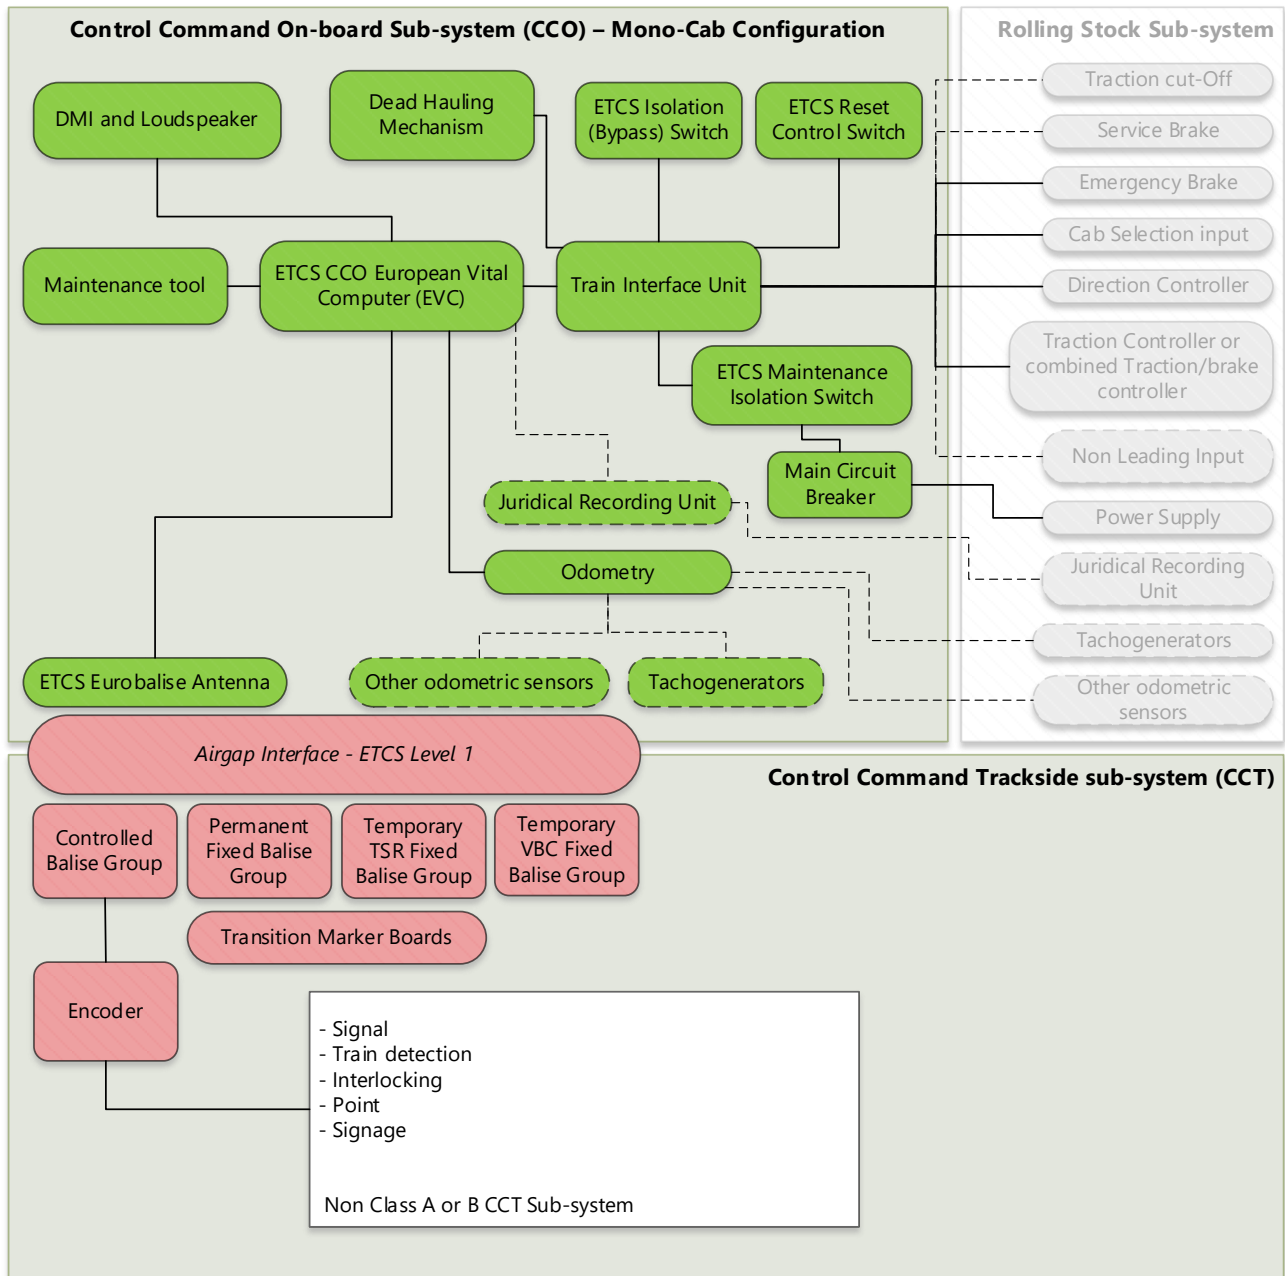 Control Command On-board Sub-system (CCO) – Mono-Cab Configuration
Rolling Stock Sub-system
DMI and Loudspeaker
Dead Hauling
Mechanism
ETCS Isolation
(Bypass) Switch
ETCS Reset
Control Switch
Traction cut-Off
Service Brake
Emergency Brake
Cab Selection input
Direction Controller
Traction Controller or
combined Traction/brake
controller
Non Leading Input
Power Supply
Juridical Recording
Unit
Tachogenerators
Other odometric
sensors
Maintenance tool
ETCS CCO European Vital
Computer (EVC)
Train Interface Unit
ETCS Maintenance
Isolation Switch
Main Circuit
Breaker
Juridical Recording Unit
Odometry
ETCS Eurobalise Antenna
Other odometric sensors
Tachogenerators
Airgap Interface - ETCS Level 1
Control Command Trackside sub-system (CCT)
Controlled
Balise Group
Permanent
Fixed Balise
Group
Temporary
TSR Fixed
Balise Group
Temporary
VBC Fixed
Balise Group
Transition Marker Boards
Encoder
- Signal
- Train detection
- Interlocking
- Point
- Signage
Non Class A or B CCT Sub-system